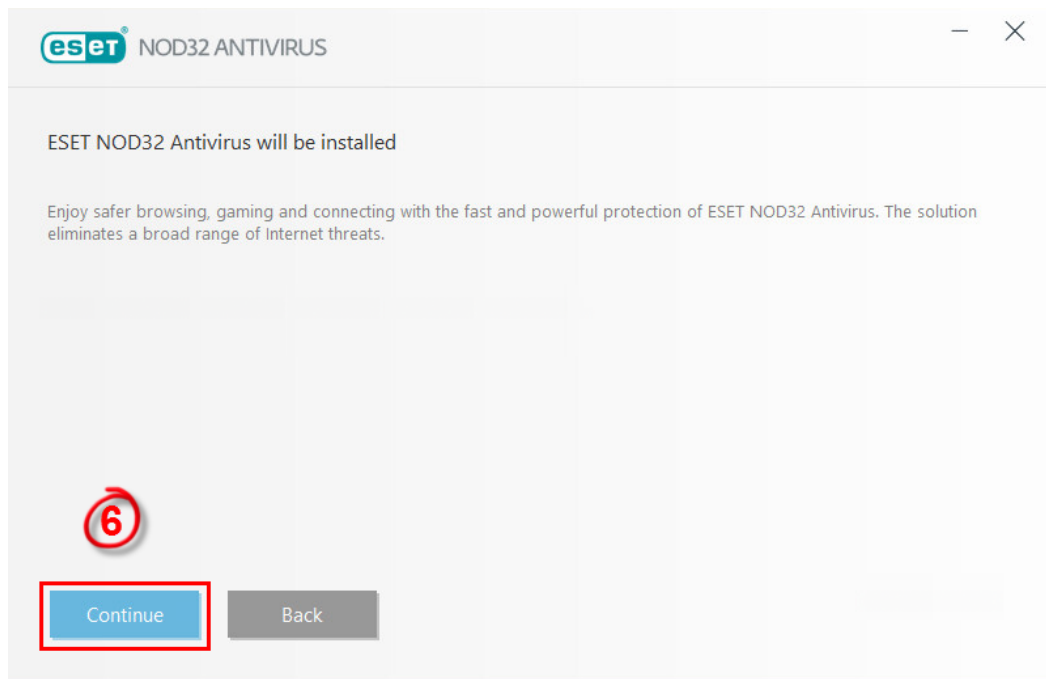 eset® NOD32 ANTIVIRUS
ESET NOD32 Antivirus will be installed
Enjoy safer browsing, gaming and connecting with the fast and powerful protection of ESET NOD32 Antivirus. The solution
eliminates a broad range of Internet threats.
6
Continue Back